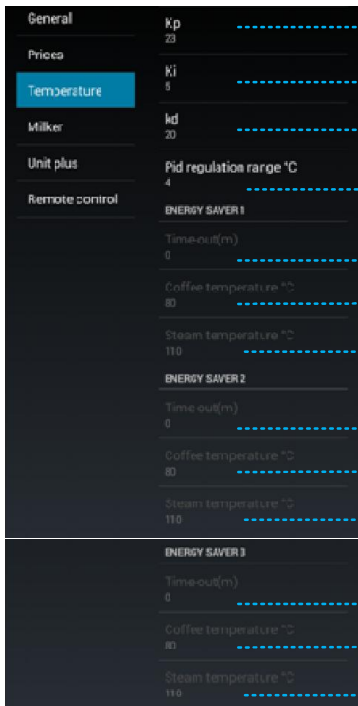 General
Prices
Temperature
Milker
Unit plus
Remote control
Kp
23
Ki
5
kd
20
Pid regulation range °C
4
ENERGY SAVER 1
Time-out(m)
0
Coffee temperature °C
80
Steam temperature °C
110
ENERGY SAVER 2
Time-out(m)
0
Coffee temperature °C
80
Steam temperature °C
110
ENERGY SAVER 3
Time-out(m)
0
Coffee temperature °C
80
Steam temperature °C
110